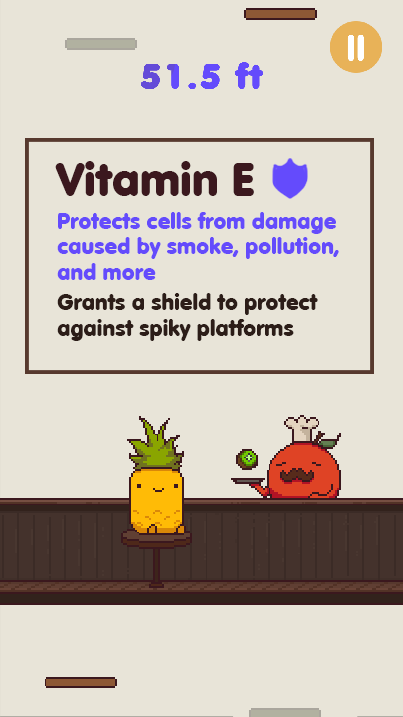 51.5 ft
Vitamin E
Protects cells from damage
caused by smoke, pollution,
and more
Grants a shield to protect
against spiky platforms